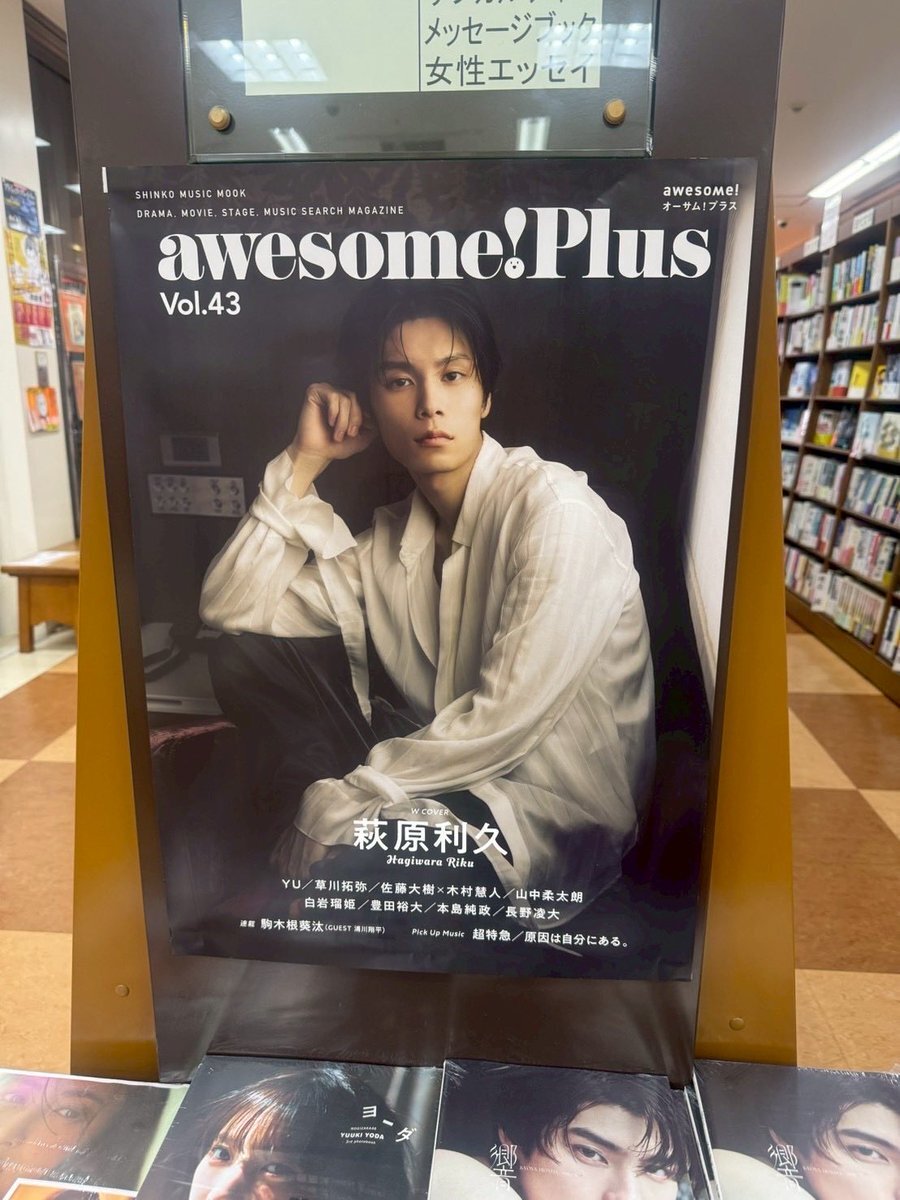 メッセージブック
女性エッセイ
SHINKO MUSIC MOOK
DRAMA, MOVIE, STAGE, MUSIC SEARCH MAGAZINE
awesome!
オーサム!プラス
awesome!Plus
Vol.43
W COVER
萩原利久
Hagiwara Riku
YU/草川拓弥/佐藤大樹×木村慧人/山中柔太朗
白岩瑠姫/豊田裕大/本島純政/長野凌大
連載 駒木根葵汰(GUEST 浦川翔平) Pick Up Music 超特急/原因は自分にある。
ヨーダ
NOGIZAKA46
YUUKI YODA
3rd photobook
響
響